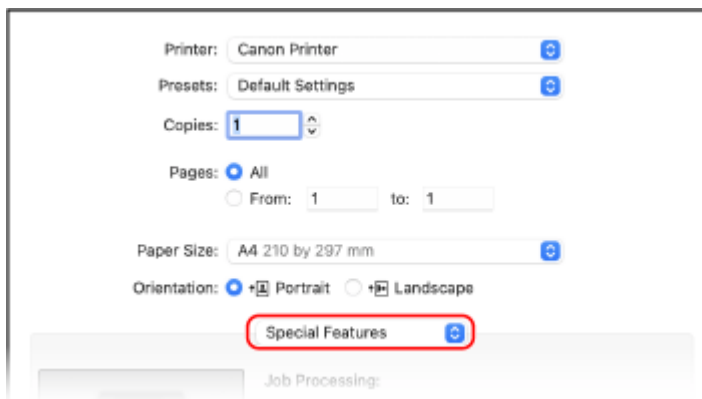 Printer: Canon Printer
Presets: Default Settings
Copies: 1
Pages: All
From: 1 to: 1
Paper Size: A4 210 by 297 mm
Orientation: Portrait Landscape
Special Features
Job Processing: